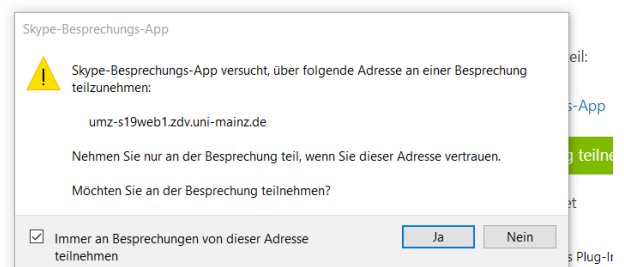 Skype-Besprechungs-App
Skype-Besprechungs-App versucht, über folgende Adresse an einer Besprechung
teilzunehmen:
umz-s19web1.zdv.uni-mainz.de
Nehmen Sie nur an der Besprechung teil, wenn Sie dieser Adresse vertrauen.
Möchten Sie an der Besprechung teilnehmen?
Immer an Besprechungen von dieser Adresse
teilnehmen
Ja
Nein
eil:
s-App
g teilne
et
s Plug-In